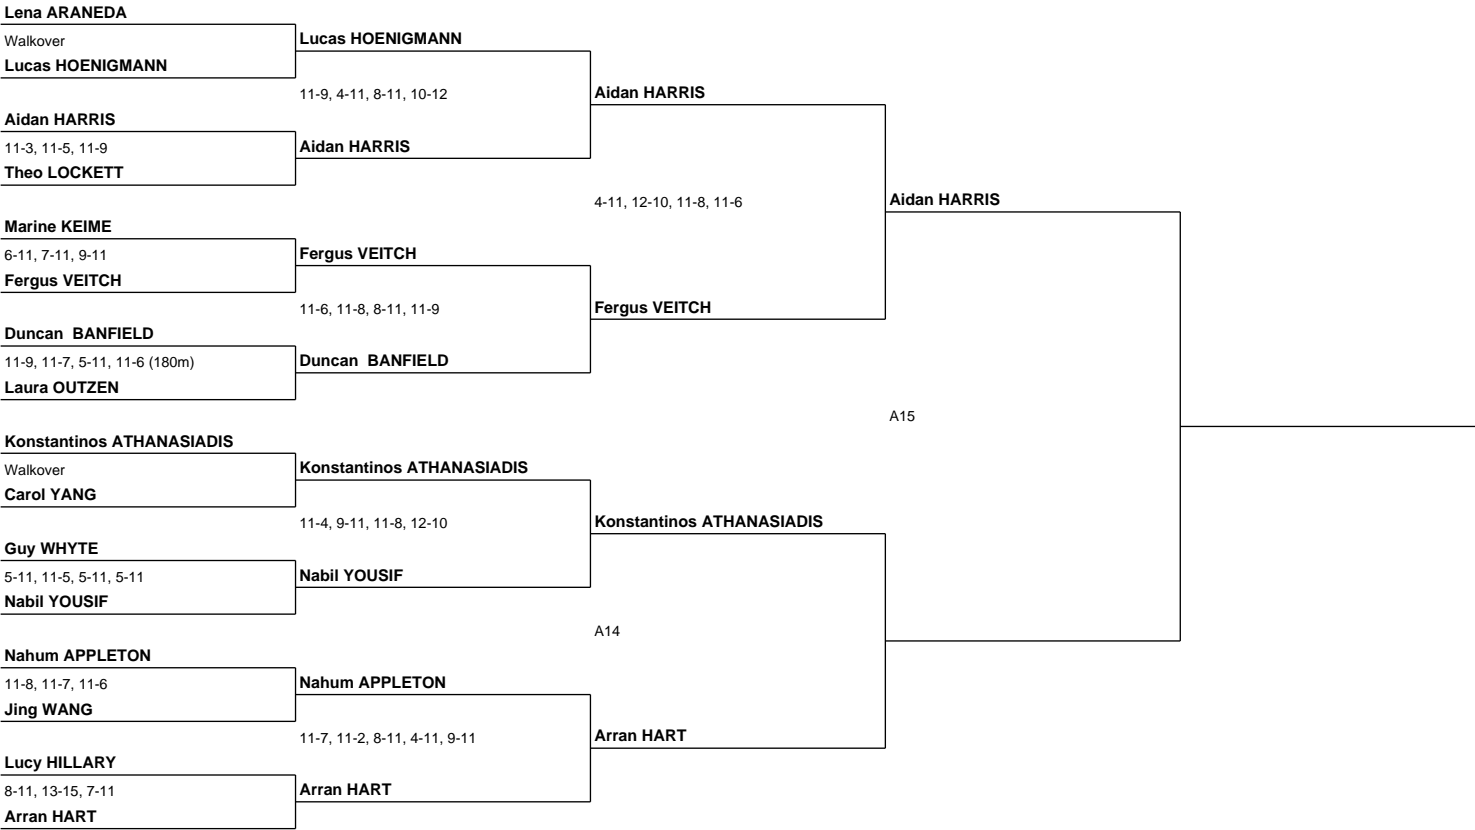 Lena ARANEDA
Walkover
Lucas HOENIGMANN
Lucas HOENIGMANN
11-9, 4-11, 8-11, 10-12
Aidan HARRIS
Aidan HARRIS
11-3, 11-5, 11-9
Aidan HARRIS
Theo LOCKETT
4-11, 12-10, 11-8, 11-6
Aidan HARRIS
Marine KEIME
6-11, 7-11, 9-11
Fergus VEITCH
Fergus VEITCH
11-6, 11-8, 8-11, 11-9
Fergus VEITCH
Duncan  BANFIELD
11-9, 11-7, 5-11, 11-6 (180m)
Duncan  BANFIELD
Laura OUTZEN
A15
Konstantinos ATHANASIADIS
Walkover
Konstantinos ATHANASIADIS
Carol YANG
11-4, 9-11, 11-8, 12-10
Konstantinos ATHANASIADIS
Guy WHYTE
5-11, 11-5, 5-11, 5-11
Nabil YOUSIF
Nabil YOUSIF
A14
Nahum APPLETON
11-8, 11-7, 11-6
Nahum APPLETON
Jing WANG
11-7, 11-2, 8-11, 4-11, 9-11
Arran HART
Lucy HILLARY
8-11, 13-15, 7-11
Arran HART
Arran HART